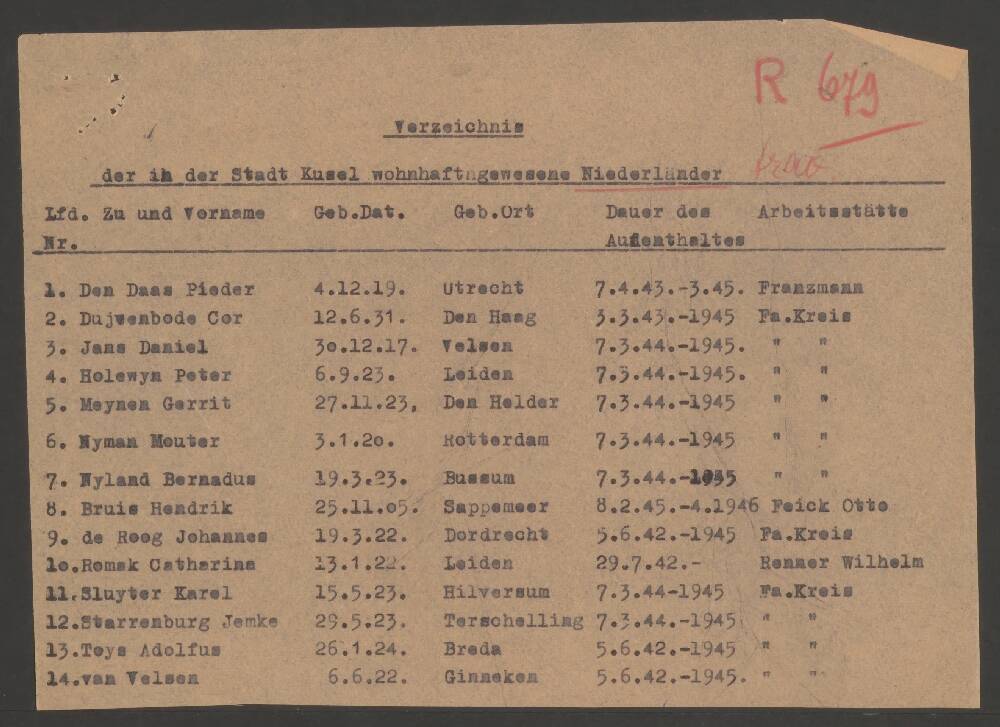 R 679
Verzeichnis
der in der Stadt Kusel wohnhaft gewesene Niederländer
Lfd. Zu und Vorname Geb.Dat. Geb.Ort Dauer des Arbeitsstätte
Nr. Aufenthaltes
1. Den Daas Pieder 4.12.19. Utrecht 7.4.43.-3.45. Franzmann
2. Dujvenbode Cor 12.6.31. Den Haag 3.3.43.-1945 Fa.Kreis
3. Jans Daniel 3o.12.17. Velsen 7.3.44.-1945. " "
4. Holewyn Peter 6.9.23. Leiden 7.3.44.-1945. " "
5. Meynen Gerrit 27.11.23, Den Helder 7.3.44.-1945 " "
6. Nyman Mouter 3.1.2o. Rotterdam 7.3.44.-1945 " "
7. Nyland Bernadus 19.3.23. Bussum 7.3.44.-1945 " "
8. Bruis Hendrik 25.11.o5. Sappemeer 8.2.45.-4.1946 Feick Otto
9. de Roog Johannes 19.3.22. Dordrecht 5.6.42.-1945 Fa.Kreis
1o.Romak Catharina 13.1.22. Leiden 29.7.42.- Renner Wilhelm
11.Sluyter Karel 15.5.23. Hilversum 7.3.44-1945 Fa.Kreis
12.Starrenburg Jemke 29.5.23. Terschelling 7.3.44.-1945 " "
13.Toys Adolfus 26.1.24. Breda 5.6.42.-1945 " "
14.van Velsen 6.6.22. Ginneken 5.6.42.-1945. " "